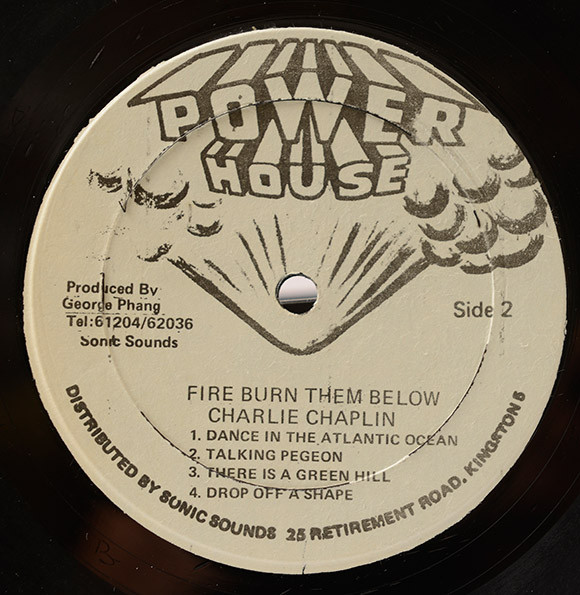 POWER
HOUSE
Produced By
George Phang
Tel:61204/62036
Sonic Sounds
Side 2
FIRE BURN THEM BELOW
CHARLIE CHAPLIN
1. DANCE IN THE ATLANTIC OCEAN
2. TALKING PEGEON
3. THERE IS A GREEN HILL
4. DROP OFF A SHAPE
DISTRIBUTED BY SONIC SOUNDS 25 RETIREMENT ROAD, KINGSTON 5